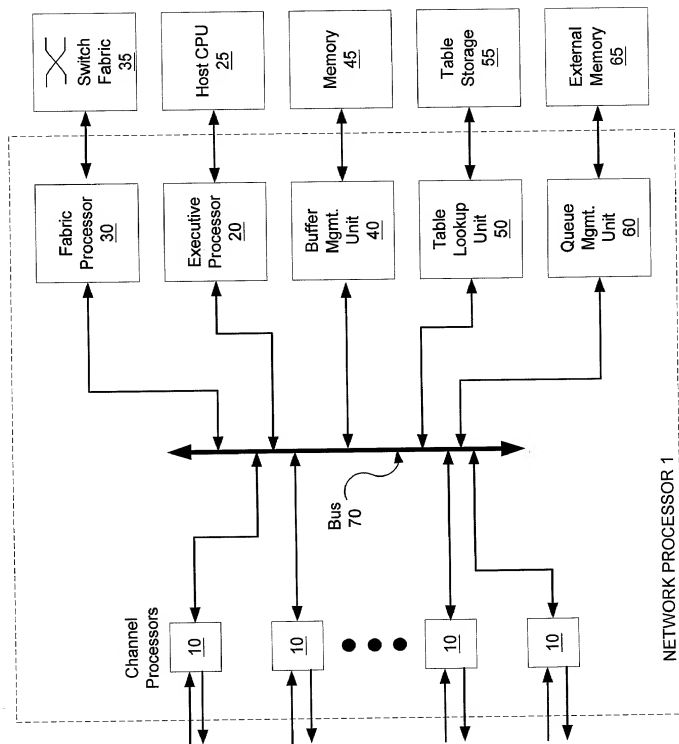 Channel
Processors
10
10
10
10
Bus
70
Queue
Mgmt.
Unit
60
Table
Lookup
Unit
50
Buffer
Mgmt.
Unit
40
Executive
Processor
20
Fabric
Processor
30
NETWORK PROCESSOR 1
External
Memory
65
Table
Storage
55
Memory
45
Host CPU
25
Switch
Fabric
35